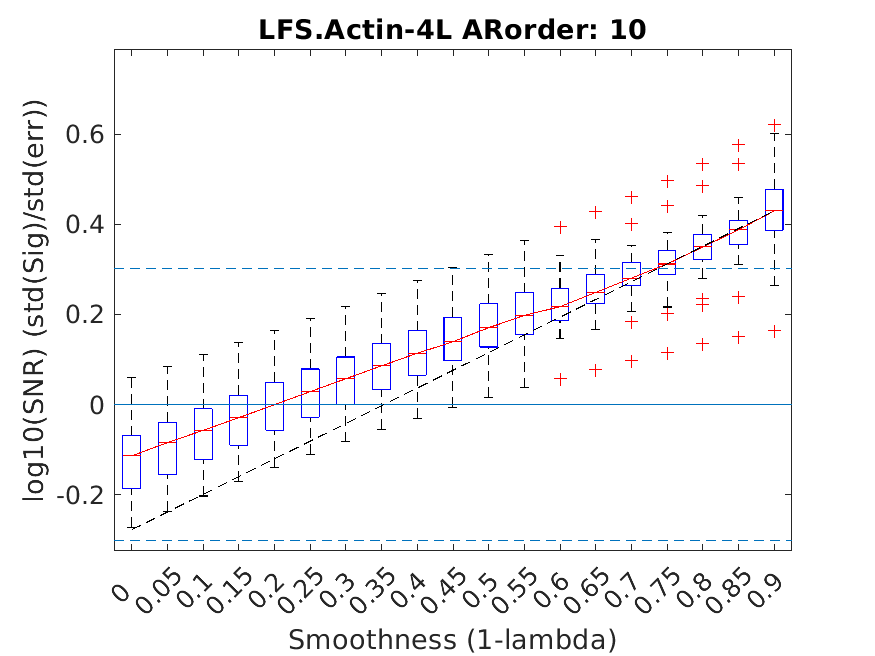 LFS.Actin-4L ARorder: 10
log10(SNR) (std(Sig)/std(err))
0.6
0.4
0.2
0
-0.2
0 0.05 0.1 0.15 0.2 0.25 0.3 0.35 0.4 0.45 0.5 0.55 0.6 0.65 0.7 0.75 0.8 0.85 0.9
Smoothness (1-lambda)